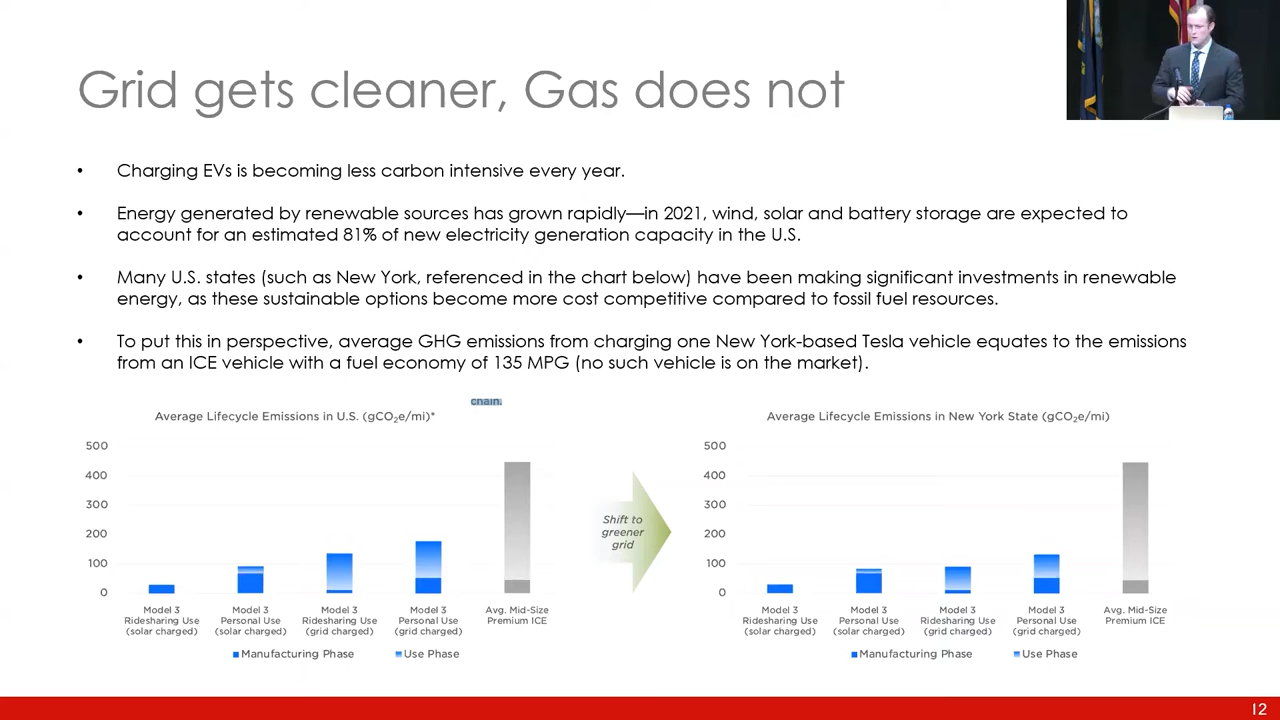 Grid gets cleaner, Gas does not
• Charging EVs is becoming less carbon intensive every year.
• Energy generated by renewable sources has grown rapidly—in 2021, wind, solar and battery storage are expected to
account for an estimated 81% of new electricity generation capacity in the U.S.
• Many U.S. states (such as New York, referenced in the chart below) have been making significant investments in renewable
energy, as these sustainable options become more cost competitive compared to fossil fuel resources.
• To put this in perspective, average GHG emissions from charging one New York-based Tesla vehicle equates to the emissions
from an ICE vehicle with a fuel economy of 135 MPG (no such vehicle is on the market).
chain.
Average Lifecycle Emissions in U.S. (gCO₂e/mi)*
500
400
300
200
100
0
Model 3
Ridesharing Use
(solar charged)
Model 3
Personal Use
(solar charged)
Model 3
Ridesharing Use
(grid charged)
Model 3
Personal Use
(grid charged)
Avg. Mid-Size
Premium ICE
Manufacturing Phase
Use Phase
Shift to
greener
grid
Average Lifecycle Emissions in New York State (gCO₂e/mi)
500
400
300
200
100
0
Model 3
Ridesharing Use
(solar charged)
Model 3
Personal Use
(solar charged)
Model 3
Ridesharing Use
(grid charged)
Model 3
Personal Use
(grid charged)
Avg. Mid-Size
Premium ICE
Manufacturing Phase
Use Phase
12